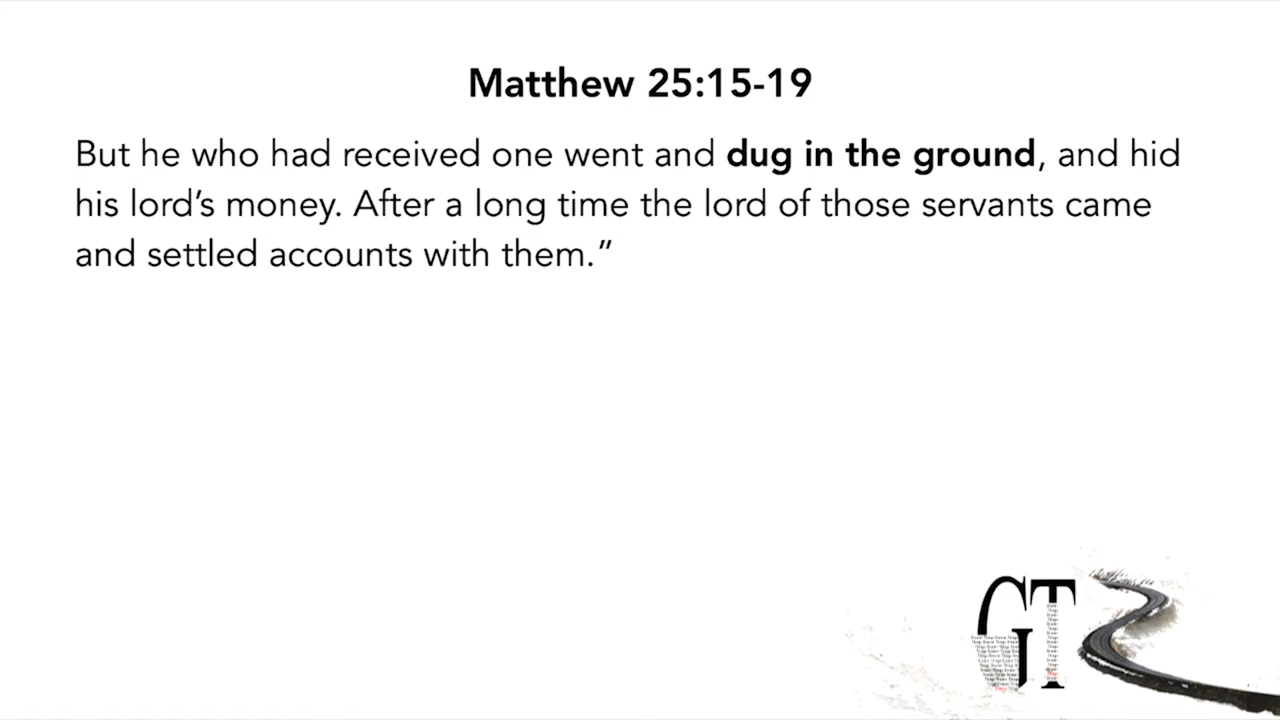 Matthew 25:15-19
But he who had received one went and dug in the ground, and hid
his lord’s money. After a long time the lord of those servants came
and settled accounts with them.”
GT